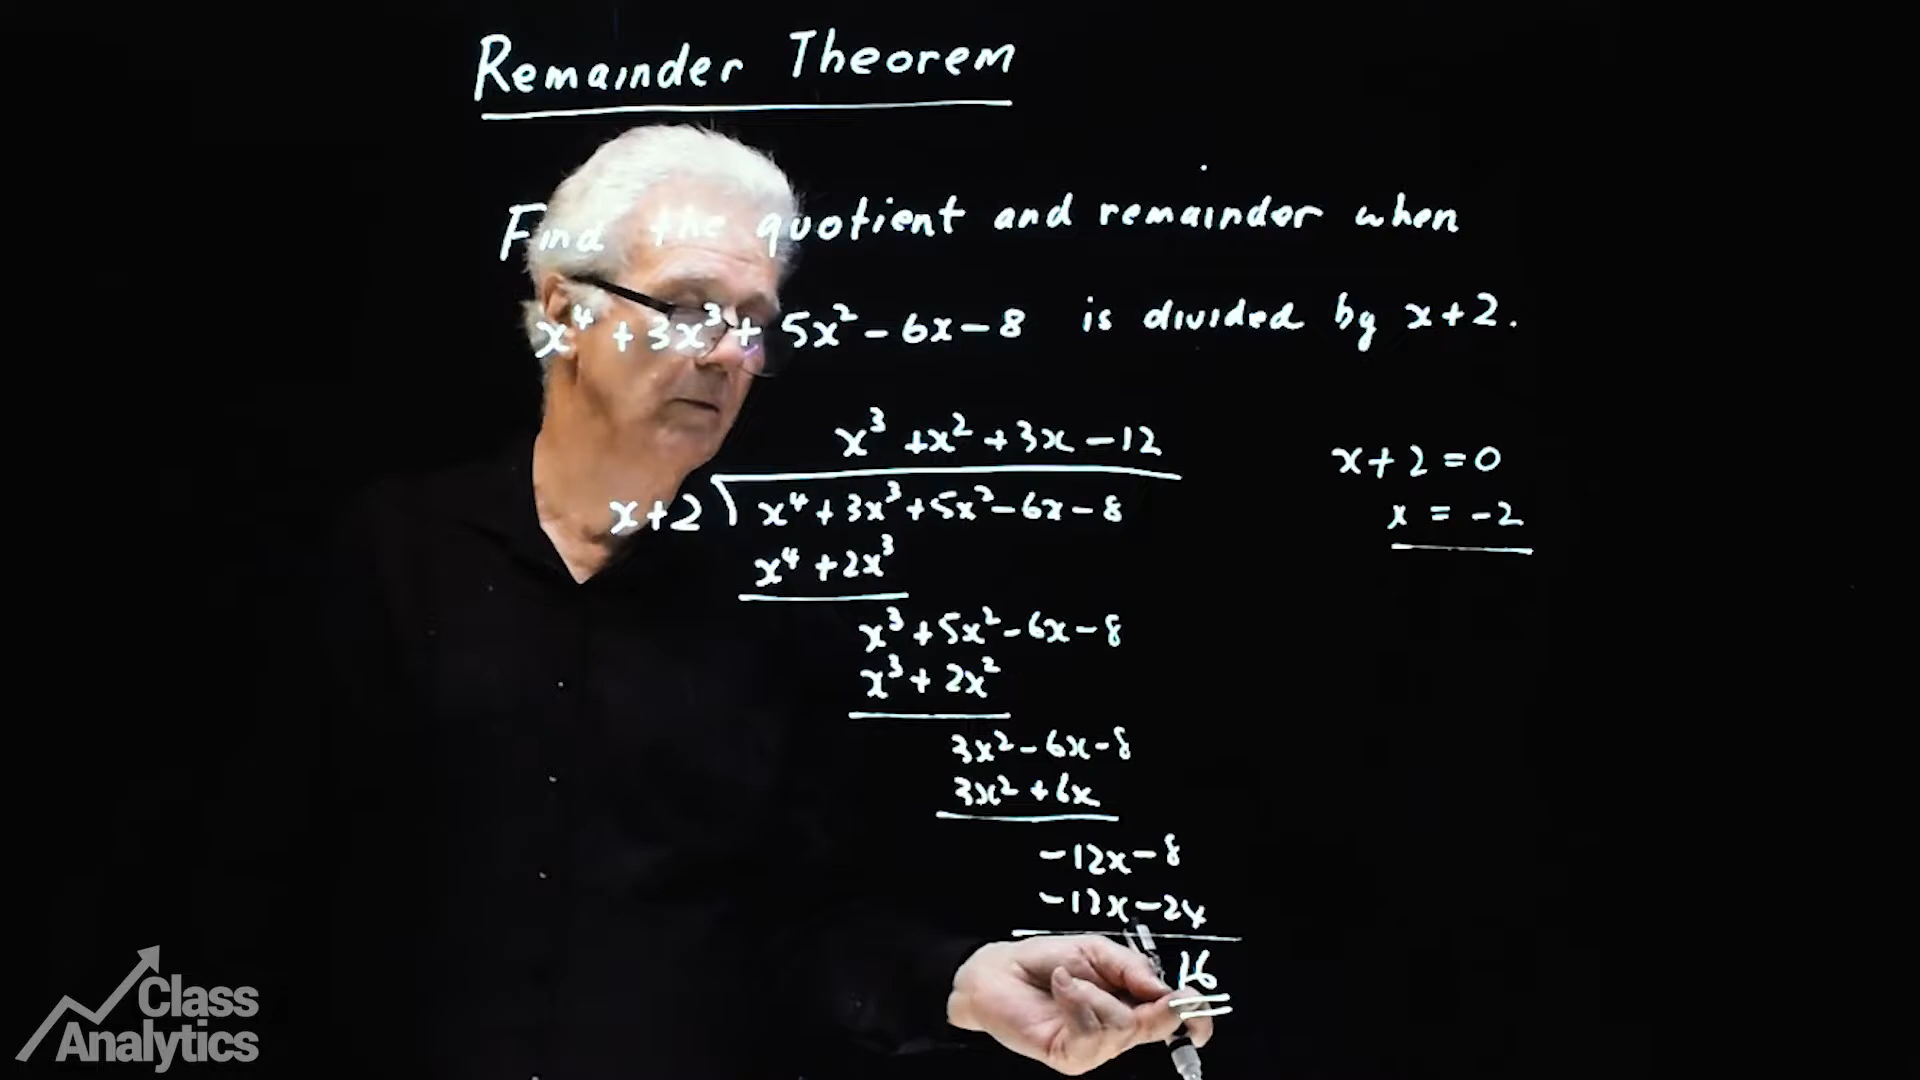 Remainder Theorem
Find the quotient and remainder when
x⁴ + 3x³ + 5x² - 6x - 8 is divided by x+2.
x³ + x² + 3x - 12
x+2 ) x⁴ + 3x³ + 5x² - 6x - 8
x⁴ + 2x³
x³ + 5x² - 6x - 8
x³ + 2x²
3x² - 6x - 8
3x² + 6x
-12x - 8
-12x - 24
16
x + 2 = 0
x = -2
Class
Analytics